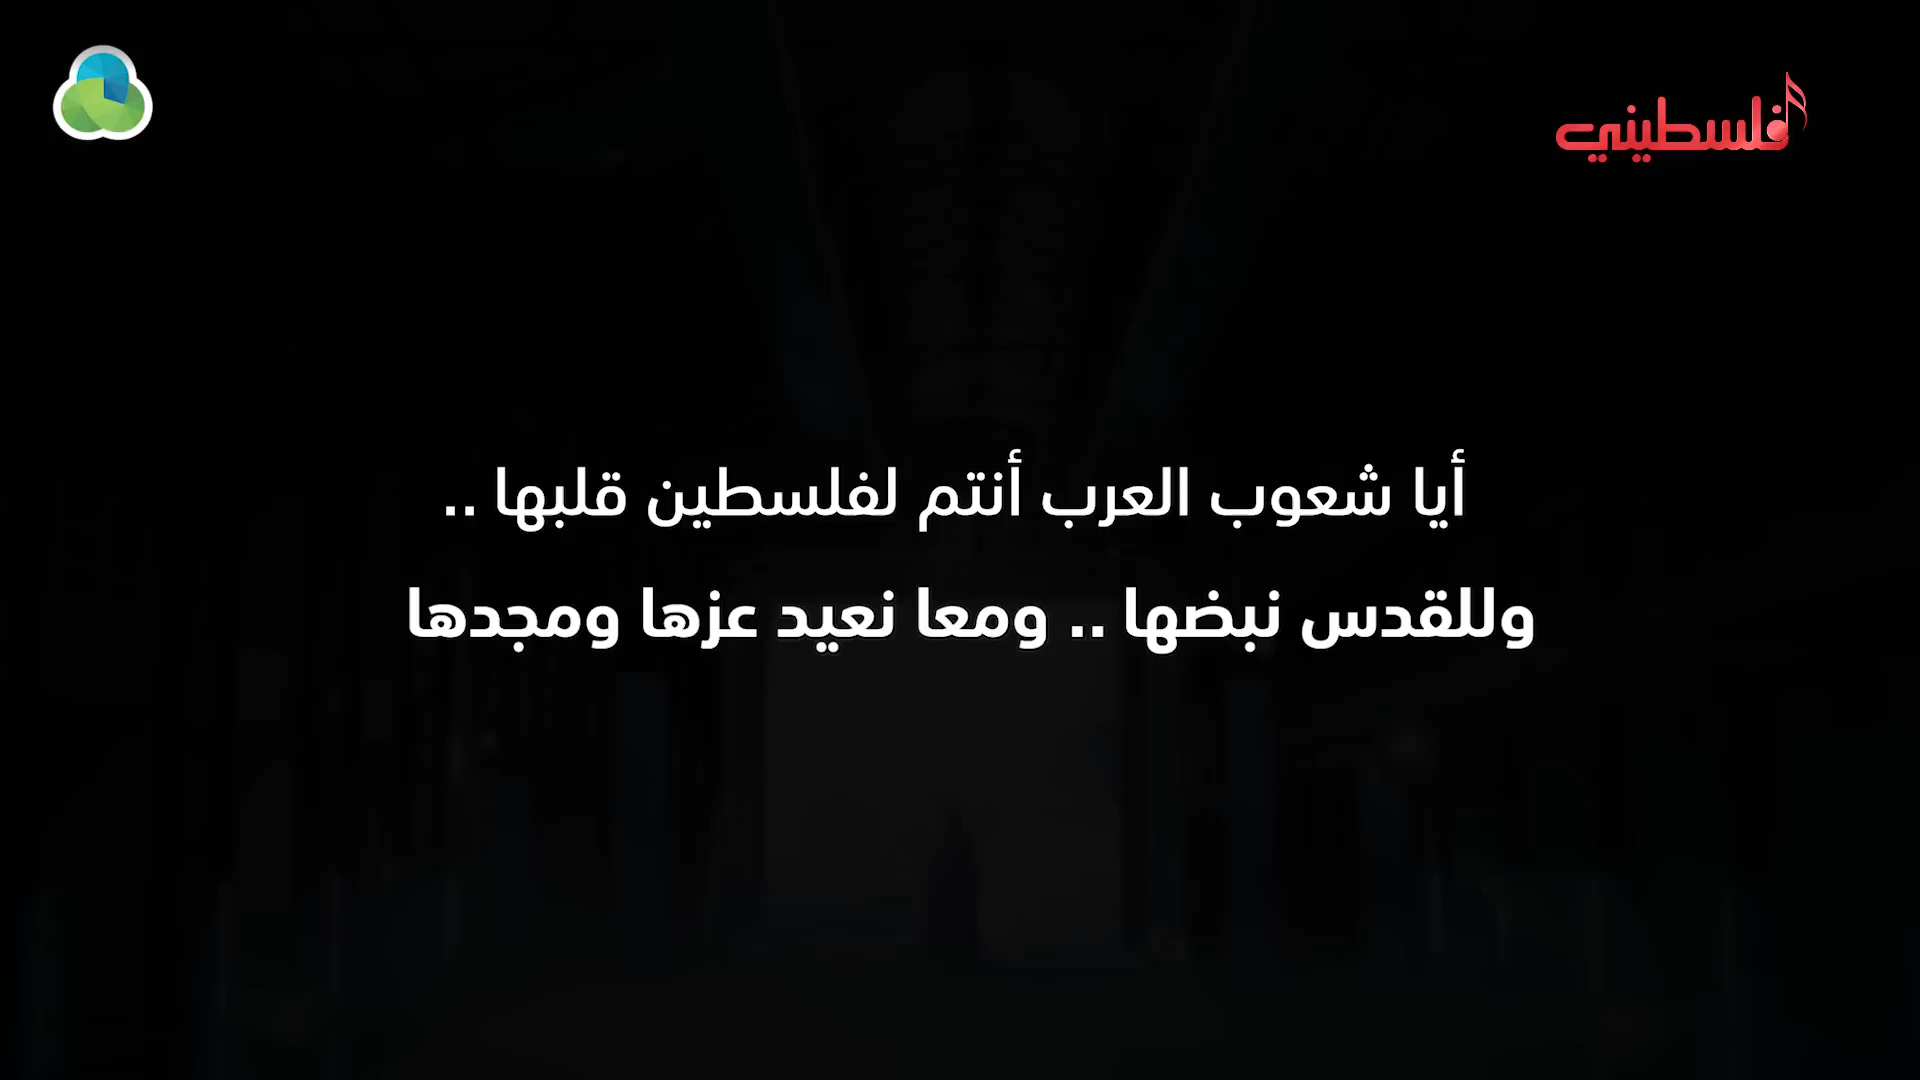 فلسطيني
أيا شعوب العرب أنتم لفلسطين قلبها ..
وللقدس نبضها .. ومعا نعيد عزها ومجدها